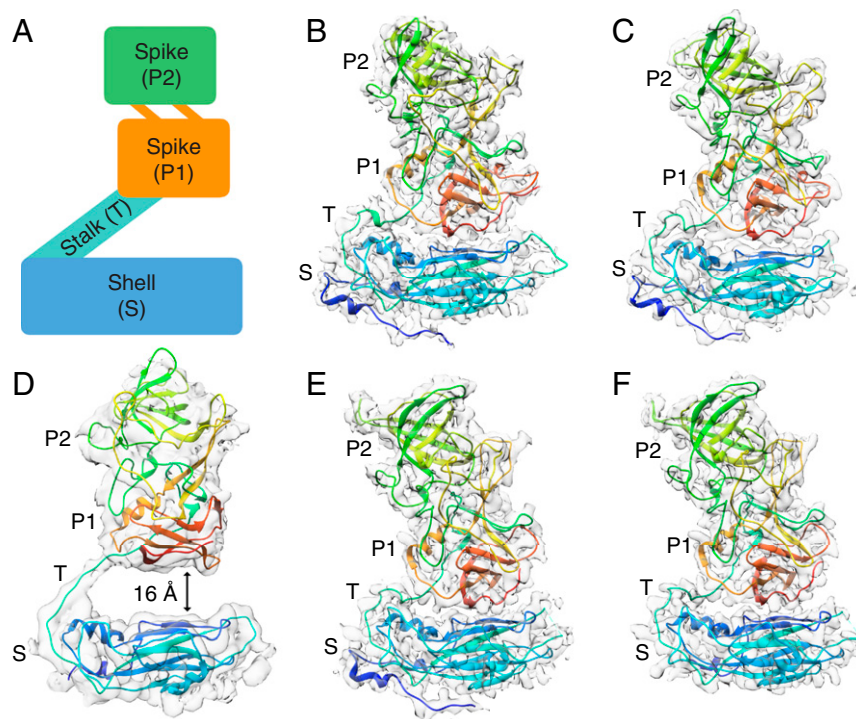 A
Spike
(P2)
Spike
(P1)
Stalk (T)
Shell
(S)
B
P2
P1
T
S
C
P2
P1
T
S
D
P2
P1
T
16 Å
S
E
P2
P1
T
S
F
P2
P1
T
S